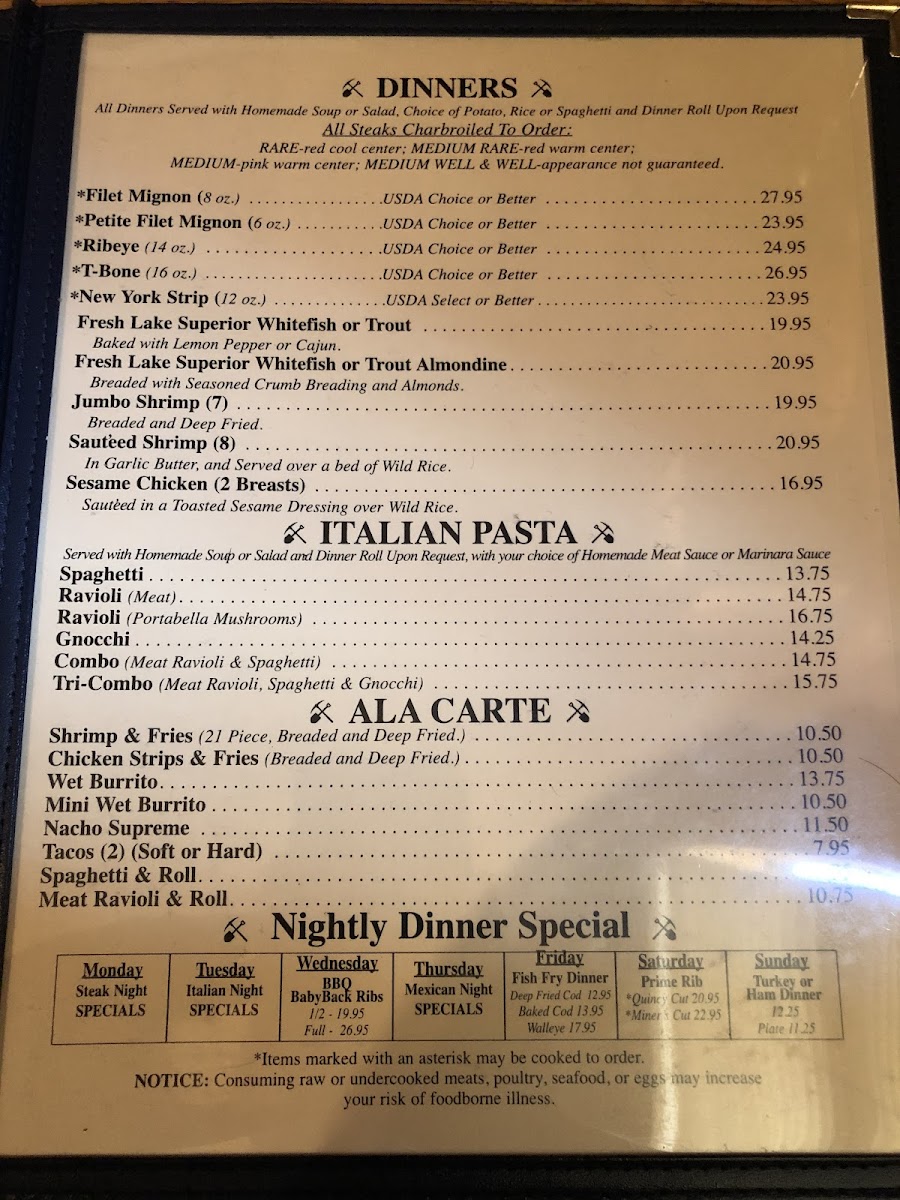 DINNERS
All Dinners Served with Homemade Soup or Salad, Choice of Potato, Rice or Spaghetti and Dinner Roll Upon Request
All Steaks Charbroiled To Order:
RARE-red cool center; MEDIUM RARE-red warm center;
MEDIUM-pink warm center; MEDIUM WELL & WELL-appearance not guaranteed.
*Filet Mignon (8 oz.) ..................USDA Choice or Better ........................27.95
*Petite Filet Mignon (6 oz.) ...........USDA Choice or Better ........................23.95
*Ribeye (14 oz.) ........................USDA Choice or Better ........................24.95
*T-Bone (16 oz.) ........................USDA Choice or Better ........................26.95
*New York Strip (12 oz.) ...............USDA Select or Better.........................23.95
Fresh Lake Superior Whitefish or Trout ......................................19.95
Baked with Lemon Pepper or Cajun.
Fresh Lake Superior Whitefish or Trout Almondine............................20.95
Breaded with Seasoned Crumb Breading and Almonds.
Jumbo Shrimp (7) ............................................................19.95
Breaded and Deep Fried.
Sautèed Shrimp (8) ..........................................................20.95
In Garlic Butter, and Served over a bed of Wild Rice.
Sesame Chicken (2 Breasts) ..................................................16.95
Sautèed in a Toasted Sesame Dressing over Wild Rice.
ITALIAN PASTA
Served with Homemade Soup or Salad and Dinner Roll Upon Request, with your choice of Homemade Meat Sauce or Marinara Sauce
Spaghetti...................................................................13.75
Ravioli (Meat)..............................................................14.75
Ravioli (Portabella Mushrooms) ..............................................16.75
Gnocchi.....................................................................14.25
Combo (Meat Ravioli & Spaghetti) ............................................14.75
Tri-Combo (Meat Ravioli, Spaghetti & Gnocchi) ...............................15.75
ALA CARTE
Shrimp & Fries (21 Piece, Breaded and Deep Fried.) ..........................10.50
Chicken Strips & Fries (Breaded and Deep Fried.).............................10.50
Wet Burrito.................................................................13.75
Mini Wet Burrito ............................................................10.50
Nacho Supreme ...............................................................11.50
Tacos (2) (Soft or Hard) ....................................................7.95
Spaghetti & Roll............................................................
Meat Ravioli & Roll.........................................................10.75
Nightly Dinner Special
Monday
Steak Night
SPECIALS
Tuesday
Italian Night
SPECIALS
Wednesday
BBQ
BabyBack Ribs
1/2 - 19.95
Full - 26.95
Thursday
Mexican Night
SPECIALS
Friday
Fish Fry Dinner
Deep Fried Cod 12.95
Baked Cod 13.95
Walleye 17.95
Saturday
Prime Rib
*Quincy Cut 20.95
*Miner's Cut 22.95
Sunday
Turkey or
Ham Dinner
12.25
Plate 11.25
*Items marked with an asterisk may be cooked to order.
NOTICE: Consuming raw or undercooked meats, poultry, seafood, or eggs may increase
your risk of foodborne illness.